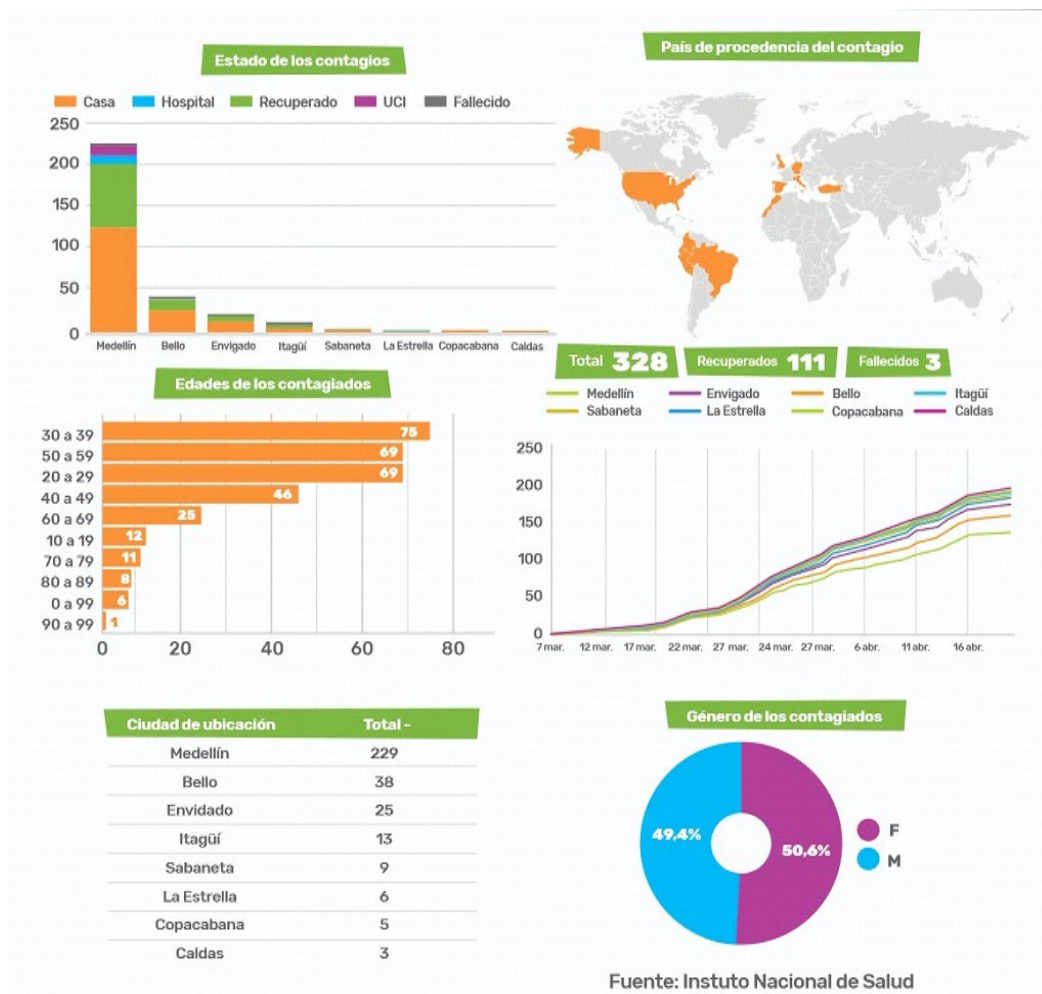 Estado de los contagios
Casa Hospital Recuperado UCI Fallecido
250
200
150
100
50
0
Medellín Bello Envigado Itagüí Sabaneta La Estrella Copacabana Caldas
País de procedencia del contagio
Total 328 Recuperados 111 Fallecidos 3
Edades de los contagiados
30 a 39 75
50 a 59 69
20 a 29 69
40 a 49 46
60 a 69 25
10 a 19 12
70 a 79 11
80 a 89 8
0 a 99 6
90 a 99 1
0 20 40 60 80
Medellín Envigado Bello Itagüí
Sabaneta La Estrella Copacabana Caldas
250
200
150
100
50
0
7 mar. 12 mar. 17 mar. 22 mar. 27 mar. 24 mar. 27 mar. 6 abr. 11 abr. 16 abr.
Ciudad de ubicación Total -
Medellín 229
Bello 38
Envidado 25
Itagüí 13
Sabaneta 9
La Estrella 6
Copacabana 5
Caldas 3
Género de los contagiados
49,4% 50,6%
F
M
Fuente: Instuto Nacional de Salud